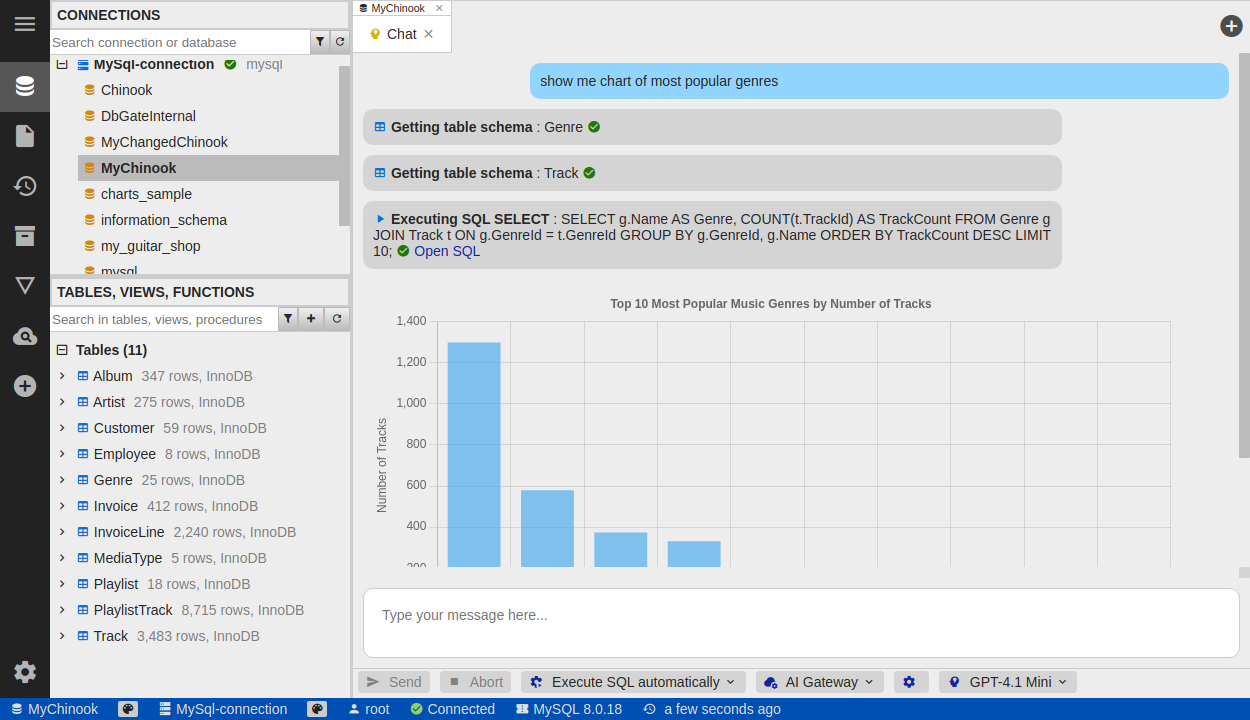 CONNECTIONS
Search connection or database
MySql-connection mysql
Chinook
DbGateInternal
MyChangedChinook
MyChinook
charts_sample
information_schema
my_guitar_shop
mysql
TABLES, VIEWS, FUNCTIONS
Search in tables, views, procedures
Tables (11)
Album 347 rows, InnoDB
Artist 275 rows, InnoDB
Customer 59 rows, InnoDB
Employee 8 rows, InnoDB
Genre 25 rows, InnoDB
Invoice 412 rows, InnoDB
InvoiceLine 2,240 rows, InnoDB
MediaType 5 rows, InnoDB
Playlist 18 rows, InnoDB
PlaylistTrack 8,715 rows, InnoDB
Track 3,483 rows, InnoDB
MyChinook
Chat
show me chart of most popular genres
Getting table schema : Genre
Getting table schema : Track
Executing SQL SELECT : SELECT g.Name AS Genre, COUNT(t.TrackId) AS TrackCount FROM Genre g
JOIN Track t ON g.GenreId = t.GenreId GROUP BY g.GenreId, g.Name ORDER BY TrackCount DESC LIMIT
10; Open SQL
Top 10 Most Popular Music Genres by Number of Tracks
Number of Tracks
1,400
1,200
1,000
800
600
400
200
Type your message here...
Send Abort Execute SQL automatically AI Gateway GPT-4.1 Mini
MyChinook MySql-connection root Connected MySQL 8.0.18 a few seconds ago